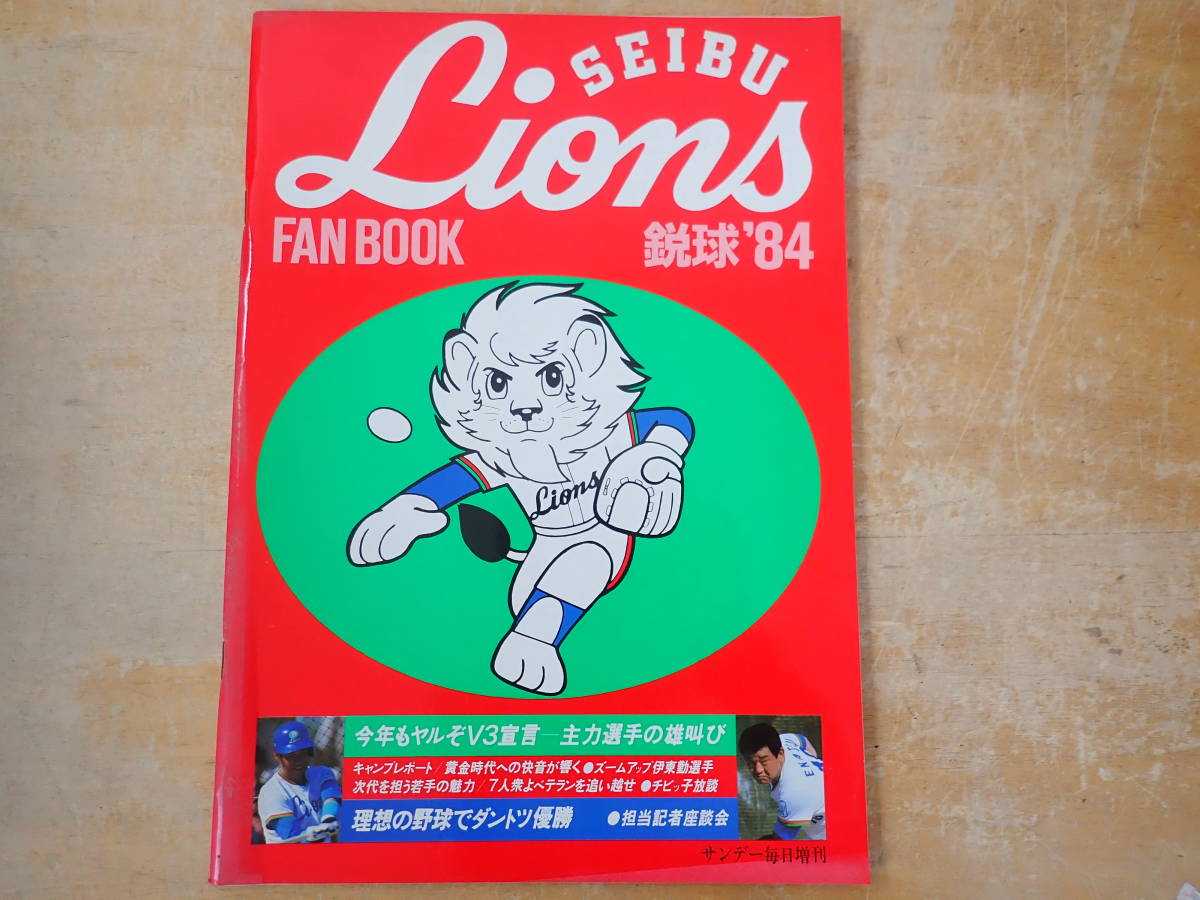 SEIBU
Lions
FAN BOOK
鋭球'84
Lions
今年もヤルぞV3宣言─主力選手の雄叫び
キャンプレポート/黄金時代への快音が響く●ズームアップ伊東勤選手
次代を担う若手の魅力/7人衆よベテランを追い越せ●チビッ子放談
理想の野球でダントツ優勝 ●担当記者座談会
サンデー毎日増刊